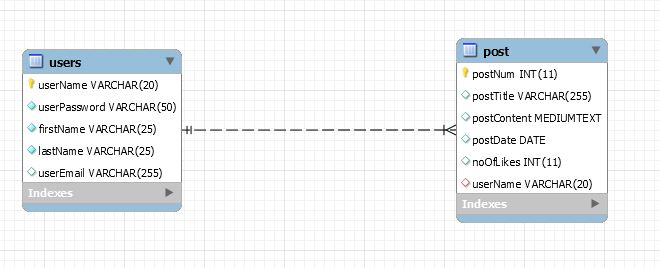 users
userName VARCHAR(20)
userPassword VARCHAR(50)
firstName VARCHAR(25)
lastName VARCHAR(25)
userEmail VARCHAR(255)
Indexes
post
postNum INT(11)
postTitle VARCHAR(255)
postContent MEDIUMTEXT
postDate DATE
noOfLikes INT(11)
userName VARCHAR(20)
Indexes